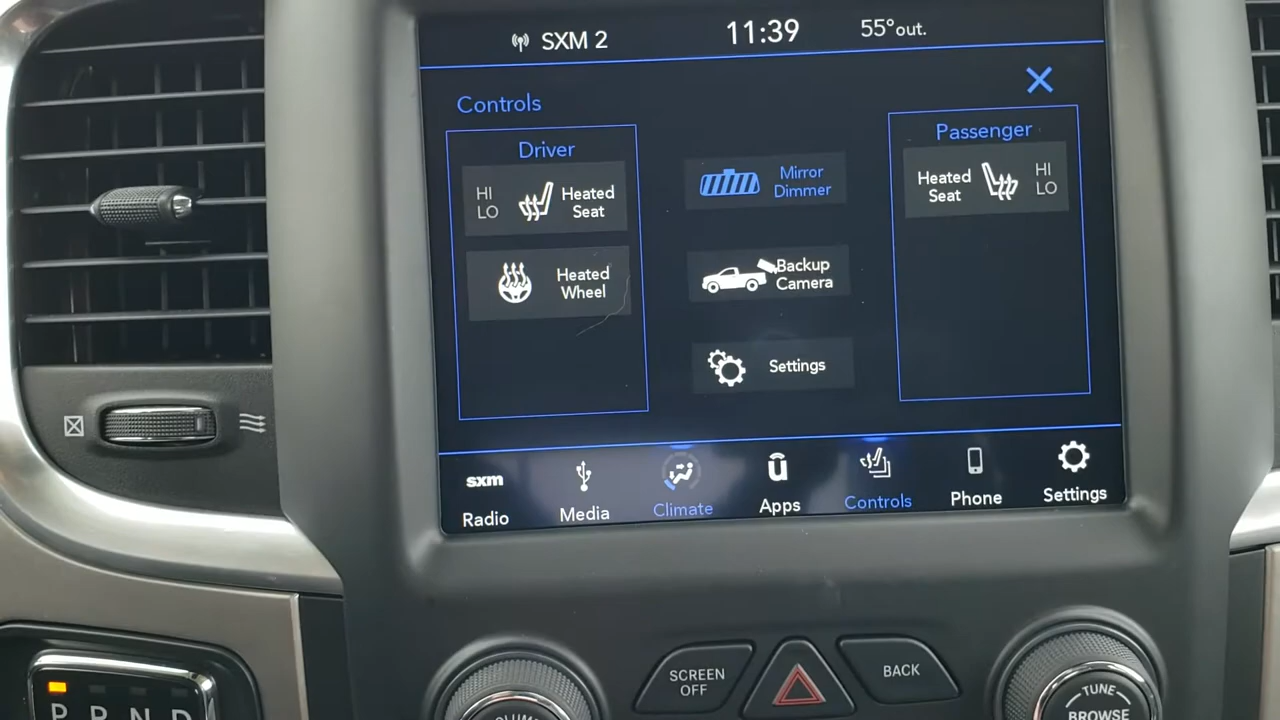 SXM 2
11:39
55° out.
Controls
Driver
HI
LO
Heated
Seat
Heated
Wheel
Mirror
Dimmer
Backup
Camera
Settings
Passenger
Heated
Seat
HI
LO
sxm
Radio
Media
Climate
u
Apps
Controls
Phone
Settings
SCREEN
OFF
BACK
TUNE
BROWSE
P R N D